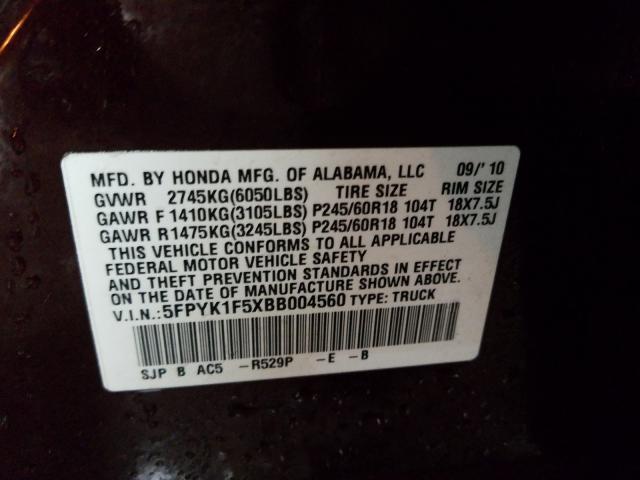 MFD. BY HONDA MFG. OF ALABAMA, LLC 09/' 10
GVWR 2745KG(6050LBS) TIRE SIZE RIM SIZE
GAWR F 1410KG(3105LBS) P245/60R18 104T 18X7.5J
GAWR R1475KG(3245LBS) P245/60R18 104T 18X7.5J
THIS VEHICLE CONFORMS TO ALL APPLICABLE
FEDERAL MOTOR VEHICLE SAFETY
AND THEFT PREVENTION STANDARDS IN EFFECT
ON THE DATE OF MANUFACTURE SHOWN ABOVE.
V.I.N.:5FPYK1F5XBB004560 TYPE: TRUCK
SJP B AC5 -R529P -E -B